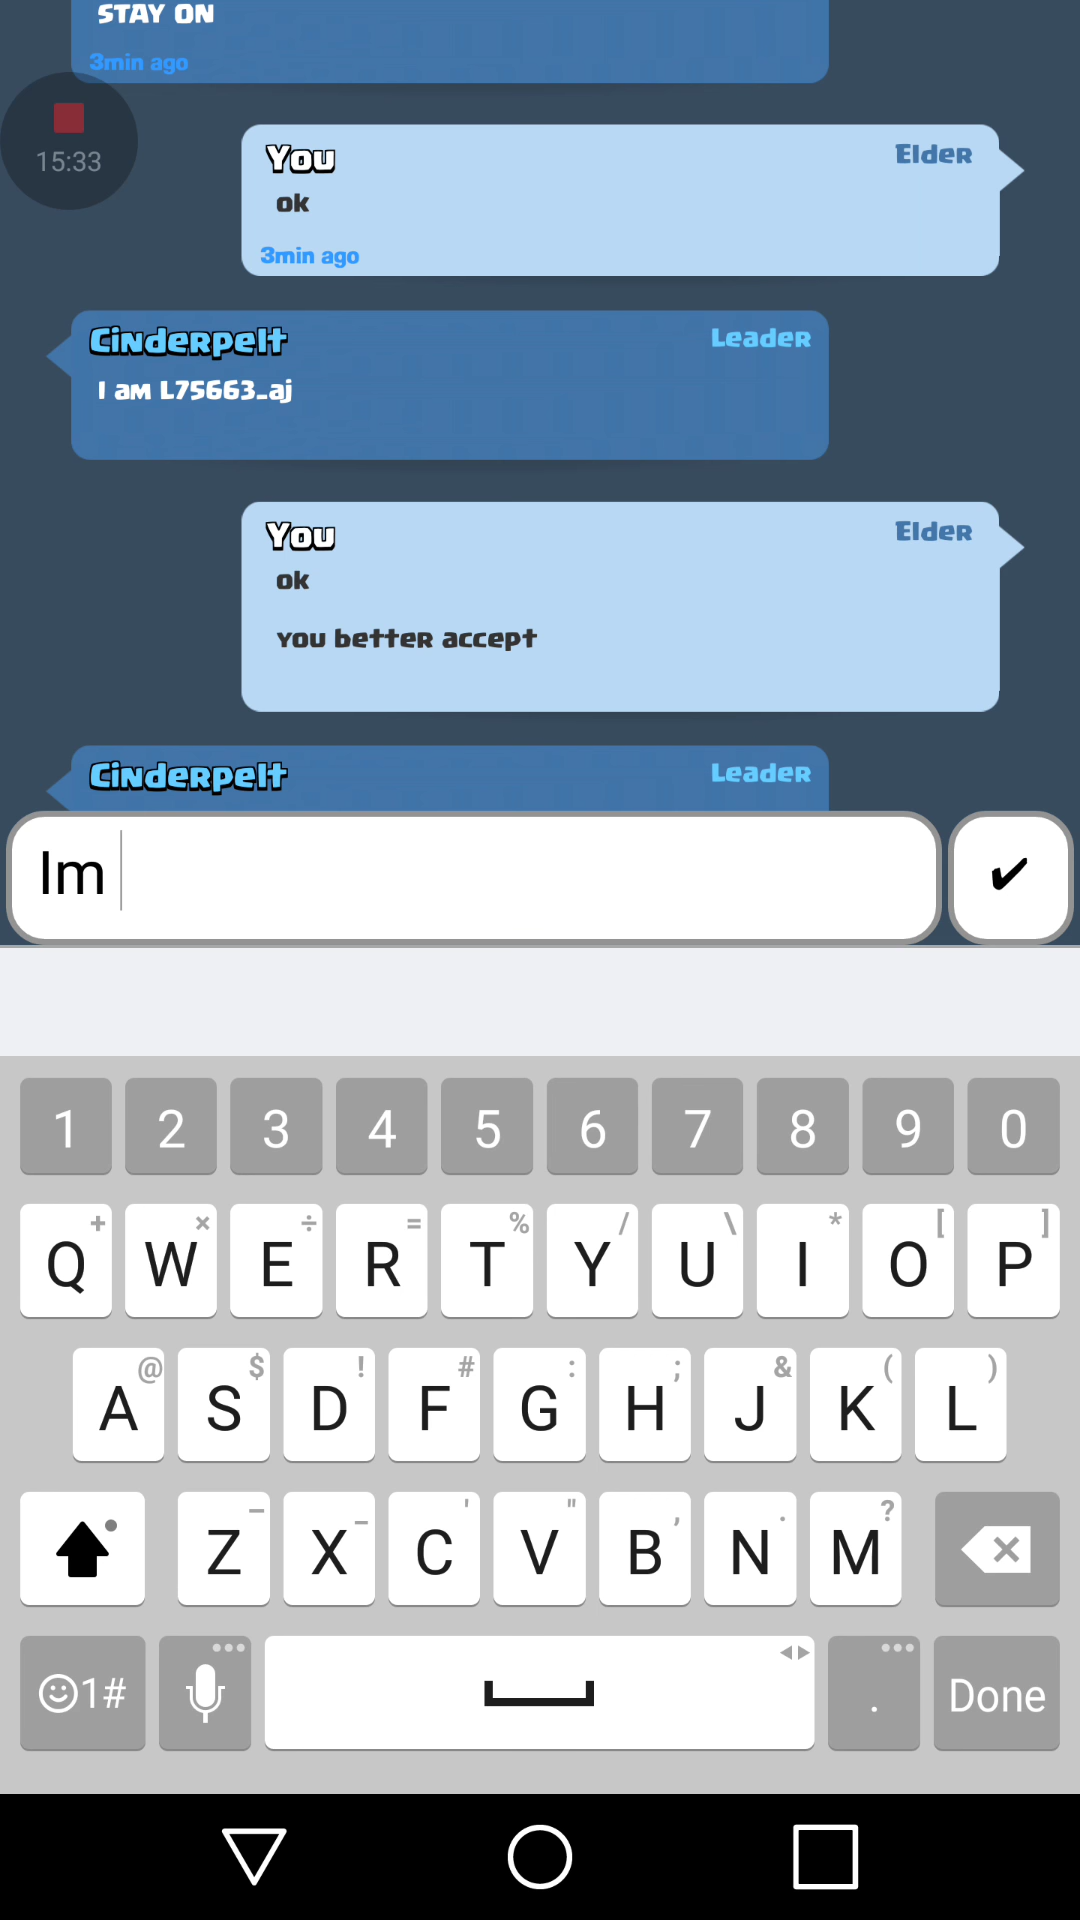 STAY ON
3min ago
15:33
You
Elder
ok
3min ago
Cinderpelt
Leader
I am L75663_aj
You
Elder
ok
you better accept
Cinderpelt
Leader
Im
✔
1 2 3 4 5 6 7 8 9 0
+ × ÷ = % / \ * [ ]
Q W E R T Y U I O P
@ $ ! # : ; & ( )
A S D F G H J K L
– _ ' " , . ?
Z X C V B N M
1# . Done